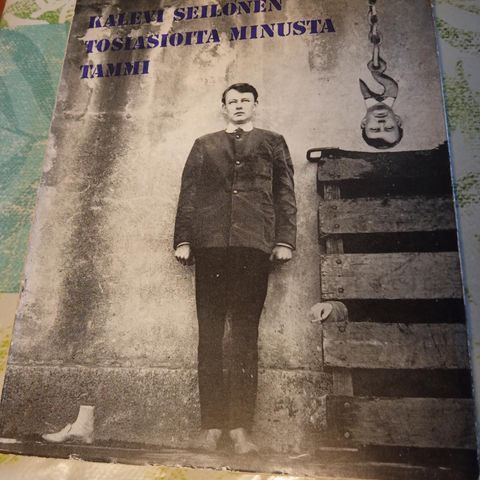 KALEVI SEILONEN
TOSIASIOITA MINUSTA
TAMMI